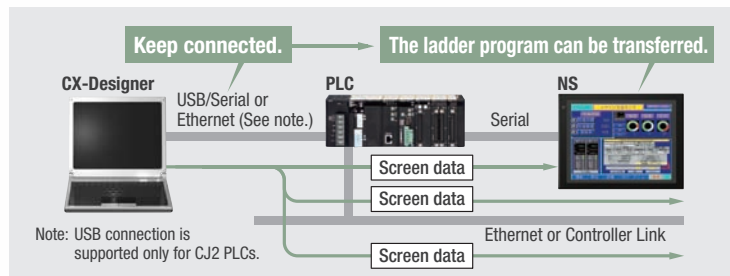 Keep connected.
The ladder program can be transferred.
CX-Designer
PLC
NS
USB/Serial or
Ethernet (See note.)
Serial
Screen data
Screen data
Ethernet or Controller Link
Note: USB connection is
supported only for CJ2 PLCs.
Screen data